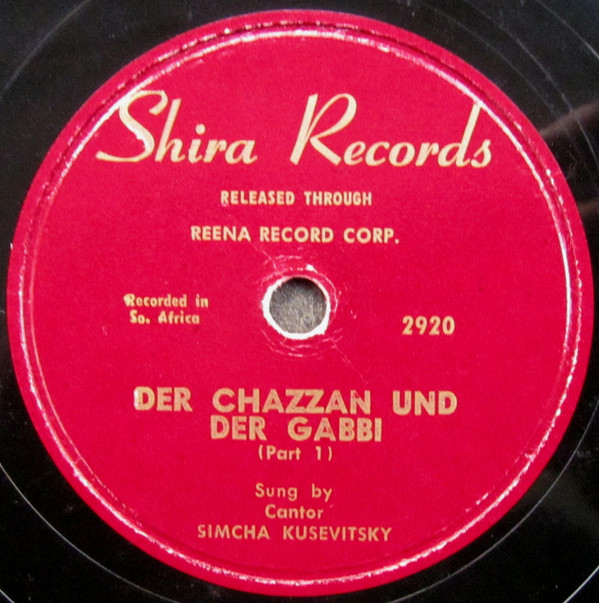 Shira Records
RELEASED THROUGH
REENA RECORD CORP.
Recorded in
So. Africa
2920
DER CHAZZAN UND
DER GABBI
(Part 1)
Sung by
Cantor
SIMCHA KUSEVITSKY